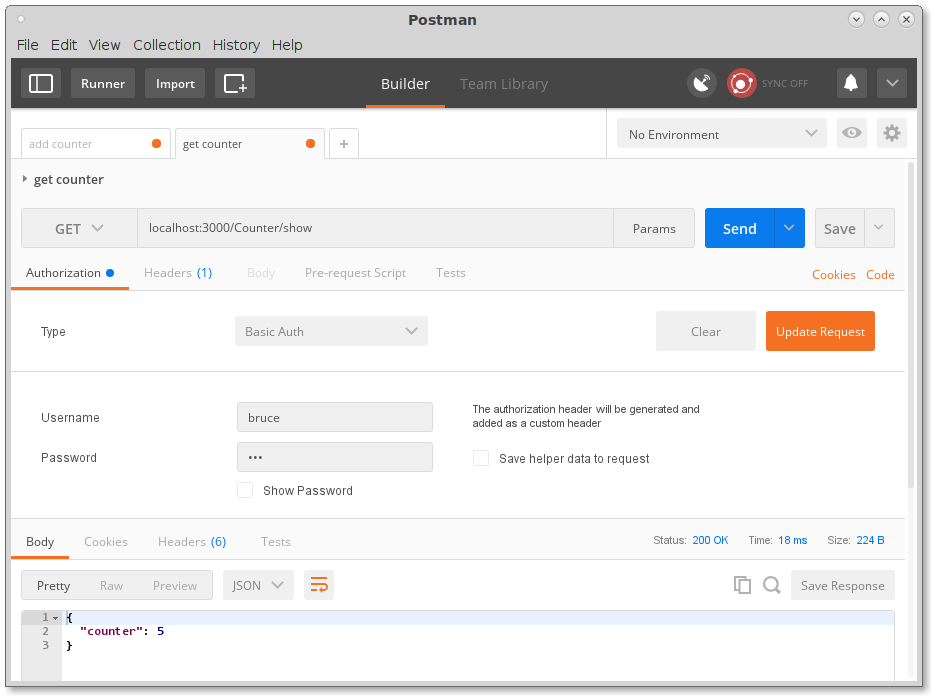 Postman
File Edit View Collection History Help
Runner Import Builder Team Library SYNC OFF
add counter get counter + No Environment
get counter
GET localhost:3000/Counter/show Params Send Save
Authorization Headers (1) Body Pre-request Script Tests Cookies Code
Type Basic Auth Clear Update Request
Username bruce The authorization header will be generated and
added as a custom header
Password ••• Save helper data to request
Show Password
Body Cookies Headers (6) Tests Status: 200 OK Time: 18 ms Size: 224 B
Pretty Raw Preview JSON Save Response
1 {
2 "counter": 5
3 }